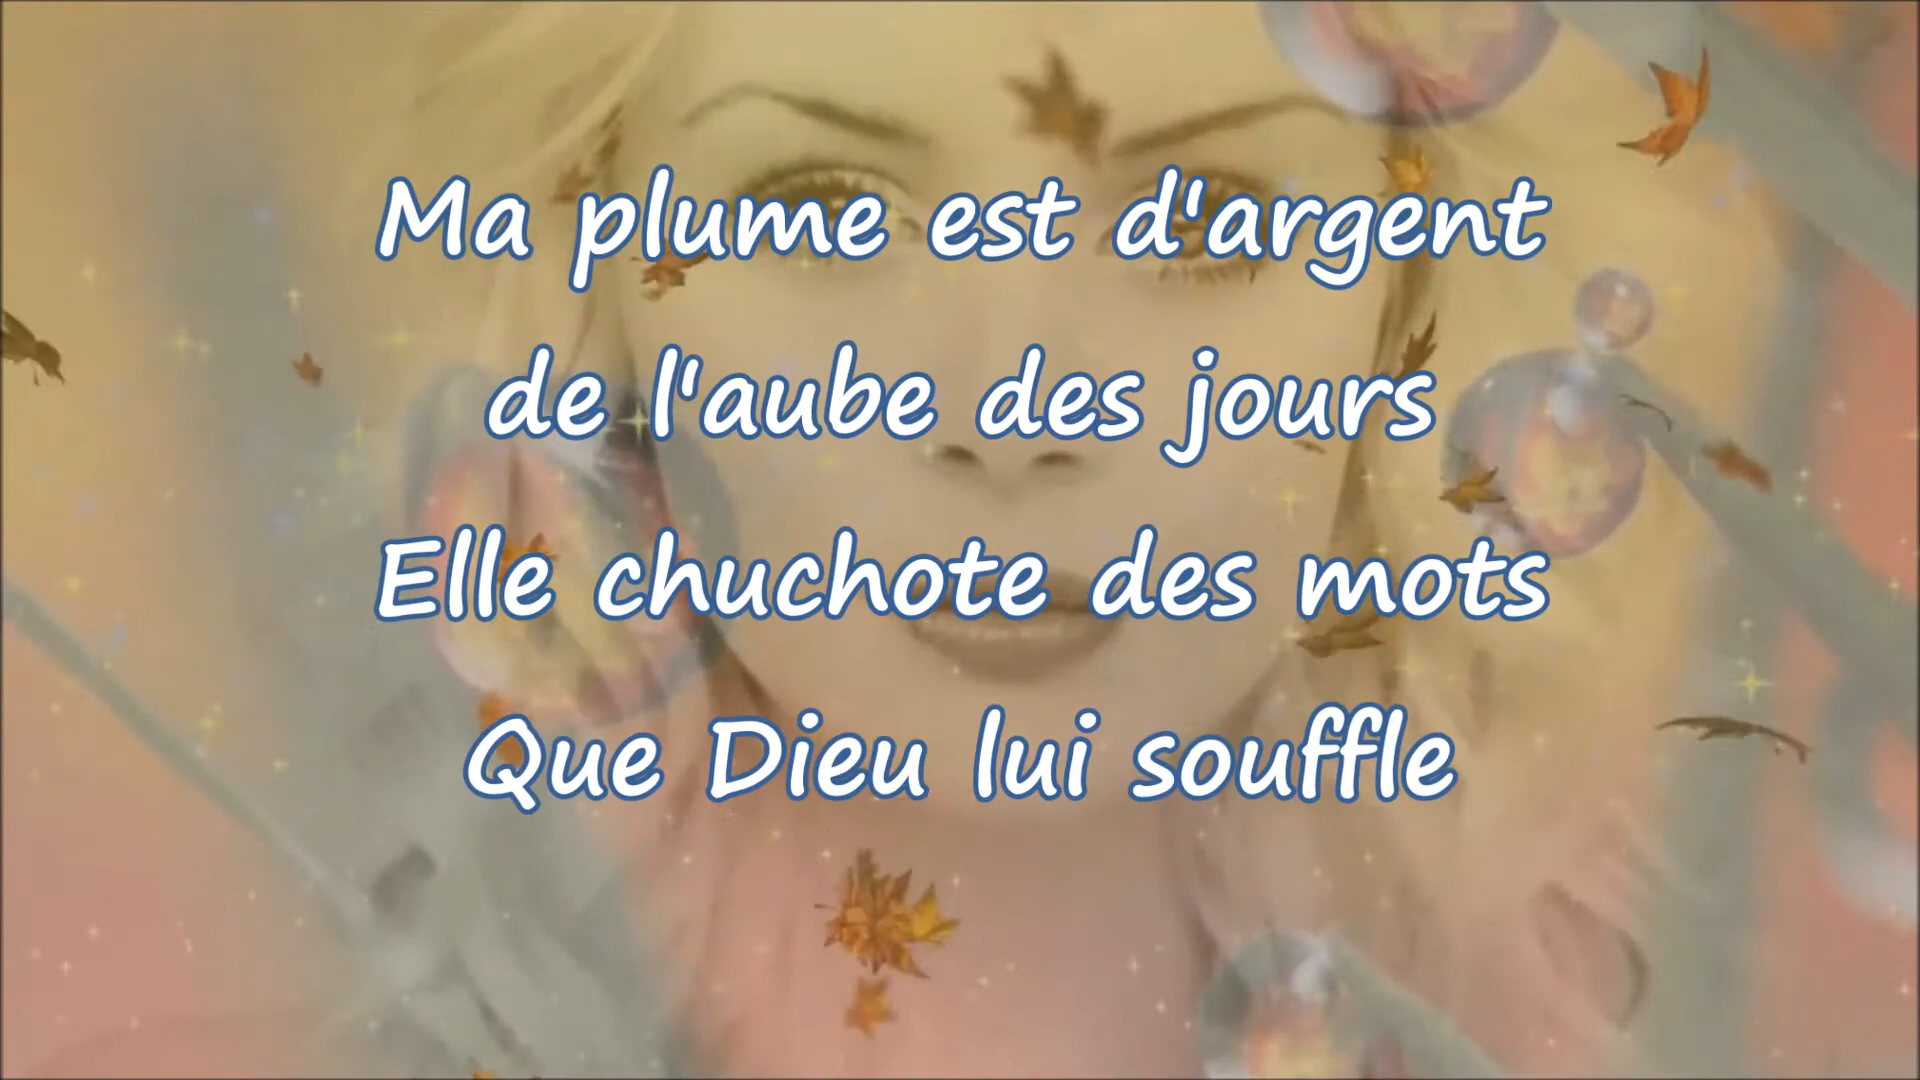 Ma plume est d'argent
de l'aube des jours
Elle chuchote des mots
Que Dieu lui souffle